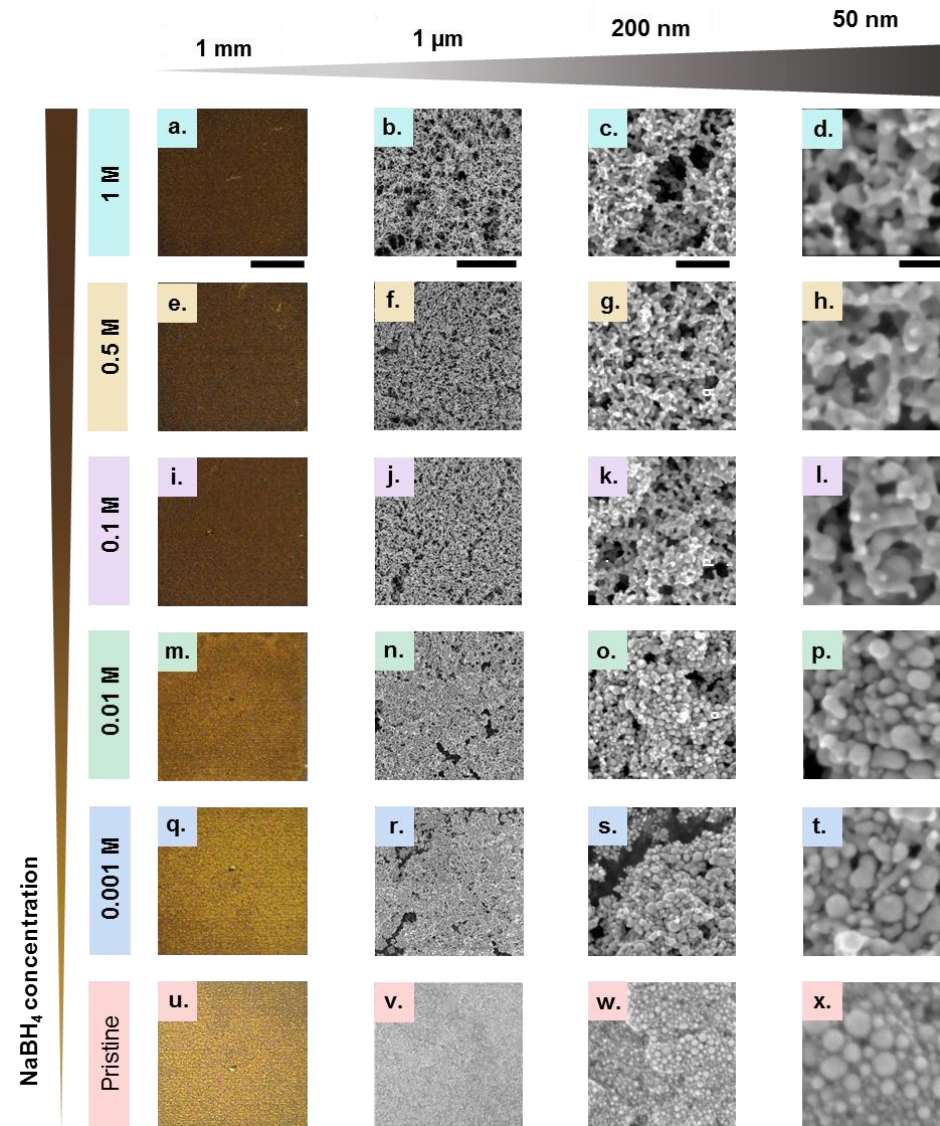 1 mm
1 µm
200 nm
50 nm
1 M
a.
b.
c.
d.
0.5 M
e.
f.
g.
h.
0.1 M
i.
j.
k.
l.
0.01 M
m.
n.
o.
p.
0.001 M
q.
r.
s.
t.
Pristine
u.
v.
w.
x.
NaBH₄ concentration